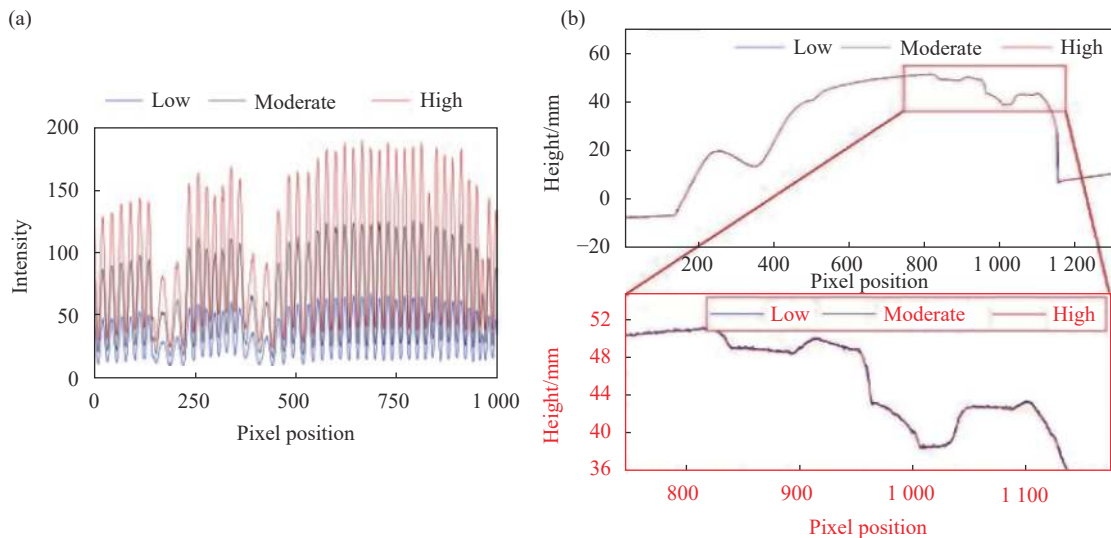 (a)
Low Moderate High
200
150
100
50
0
Intensity
0 250 500 750 1 000
Pixel position
(b)
Low Moderate High
60
40
20
0
−20
Height/mm
200 400 600 800 1 000 1 200
Pixel position
Low Moderate High
52
48
44
40
36
Height/mm
800 900 1 000 1 100
Pixel position